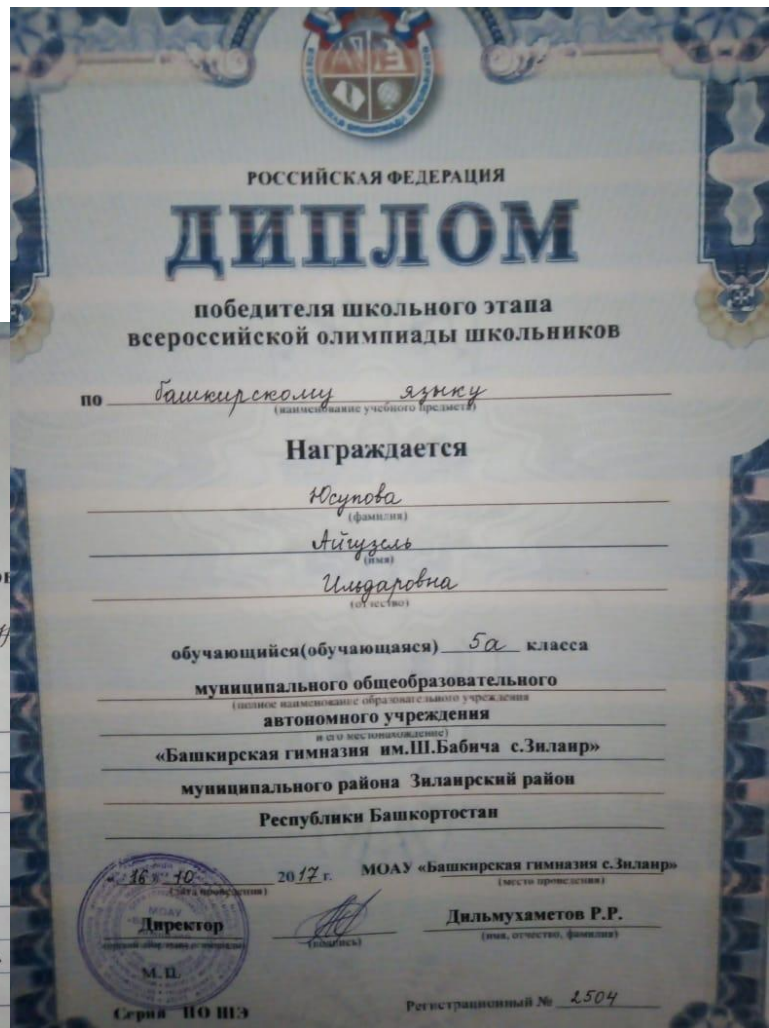 РОССИЙСКАЯ ФЕДЕРАЦИЯ
ДИПЛОМ
победителя школьного этапа
всероссийской олимпиады школьников
по башкирскому языку
(наименование учебного предмета)
Награждается
Юсупова
(фамилия)
Айгузель
(имя)
Ильдаровна
(отчество)
обучающийся(обучающаяся) 5а класса
муниципального общеобразовательного
(полное наименование образовательного учреждения
автономного учреждения
и его местонахождение)
«Башкирская гимназия им.Ш.Бабича с.Зилаир»
муниципального района Зилаирский район
Республики Башкортостан
«16» 10 2017 г. МОАУ «Башкирская гимназия с.Зилаир»
(дата проведения) (место проведения)
Директор Дильмухаметов Р.Р.
(подпись) (имя, отчество, фамилия)
М.П.
Серия ПО ШЭ Регистрационный № 2504